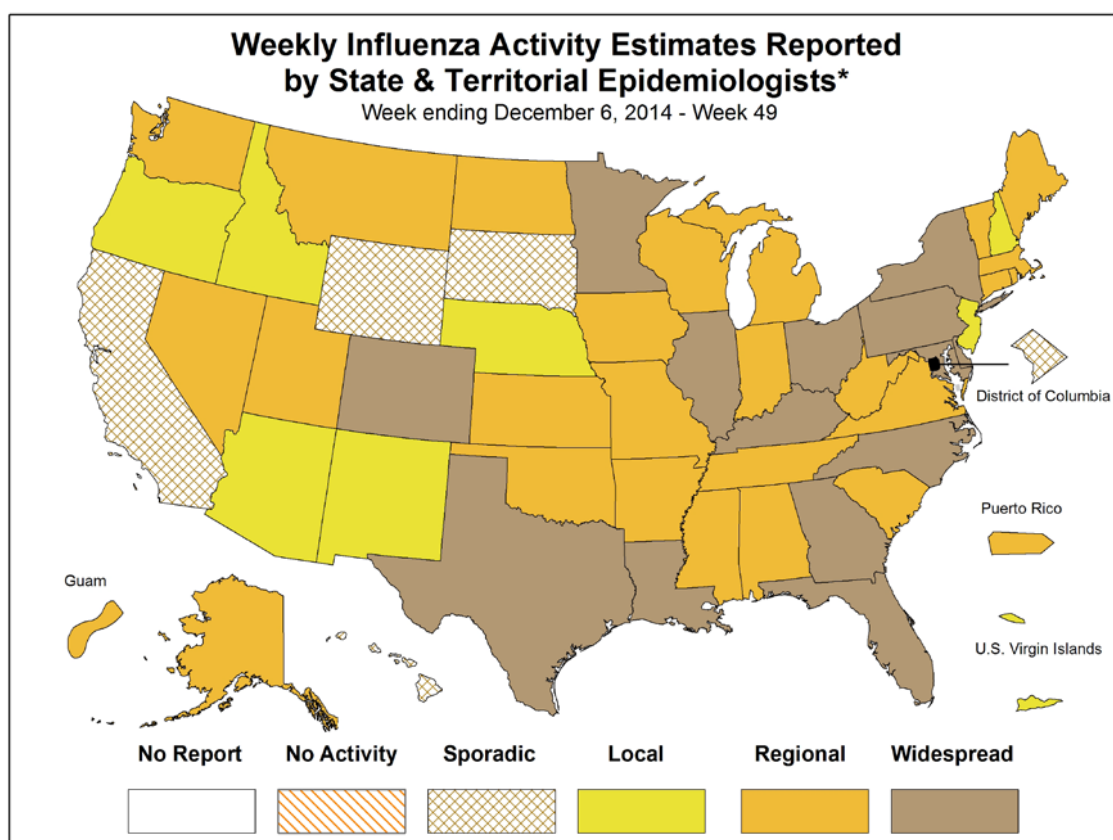 Weekly Influenza Activity Estimates Reported
by State & Territorial Epidemiologists*
Week ending December 6, 2014 - Week 49
District of Columbia
Puerto Rico
Guam
U.S. Virgin Islands
No Report No Activity Sporadic Local Regional Widespread